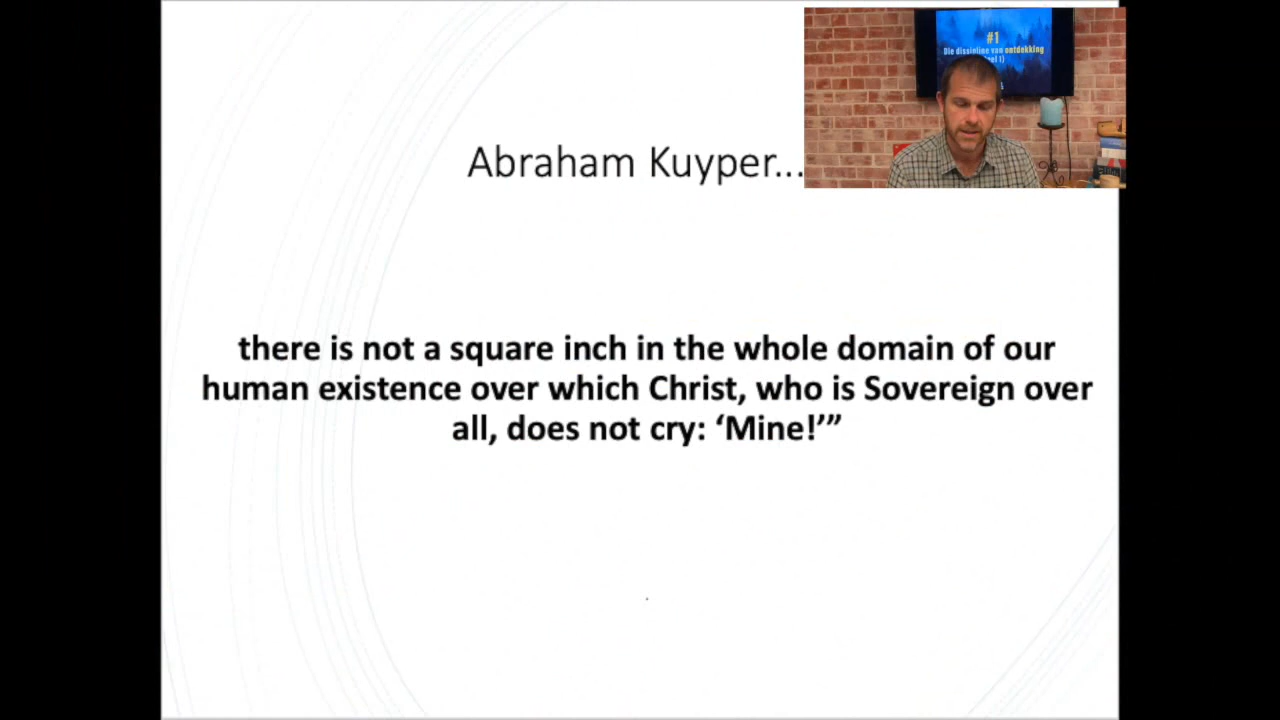 Abraham Kuyper...
#1
Die dissipline van ontdekking
there is not a square inch in the whole domain of our
human existence over which Christ, who is Sovereign over
all, does not cry: ‘Mine!’”